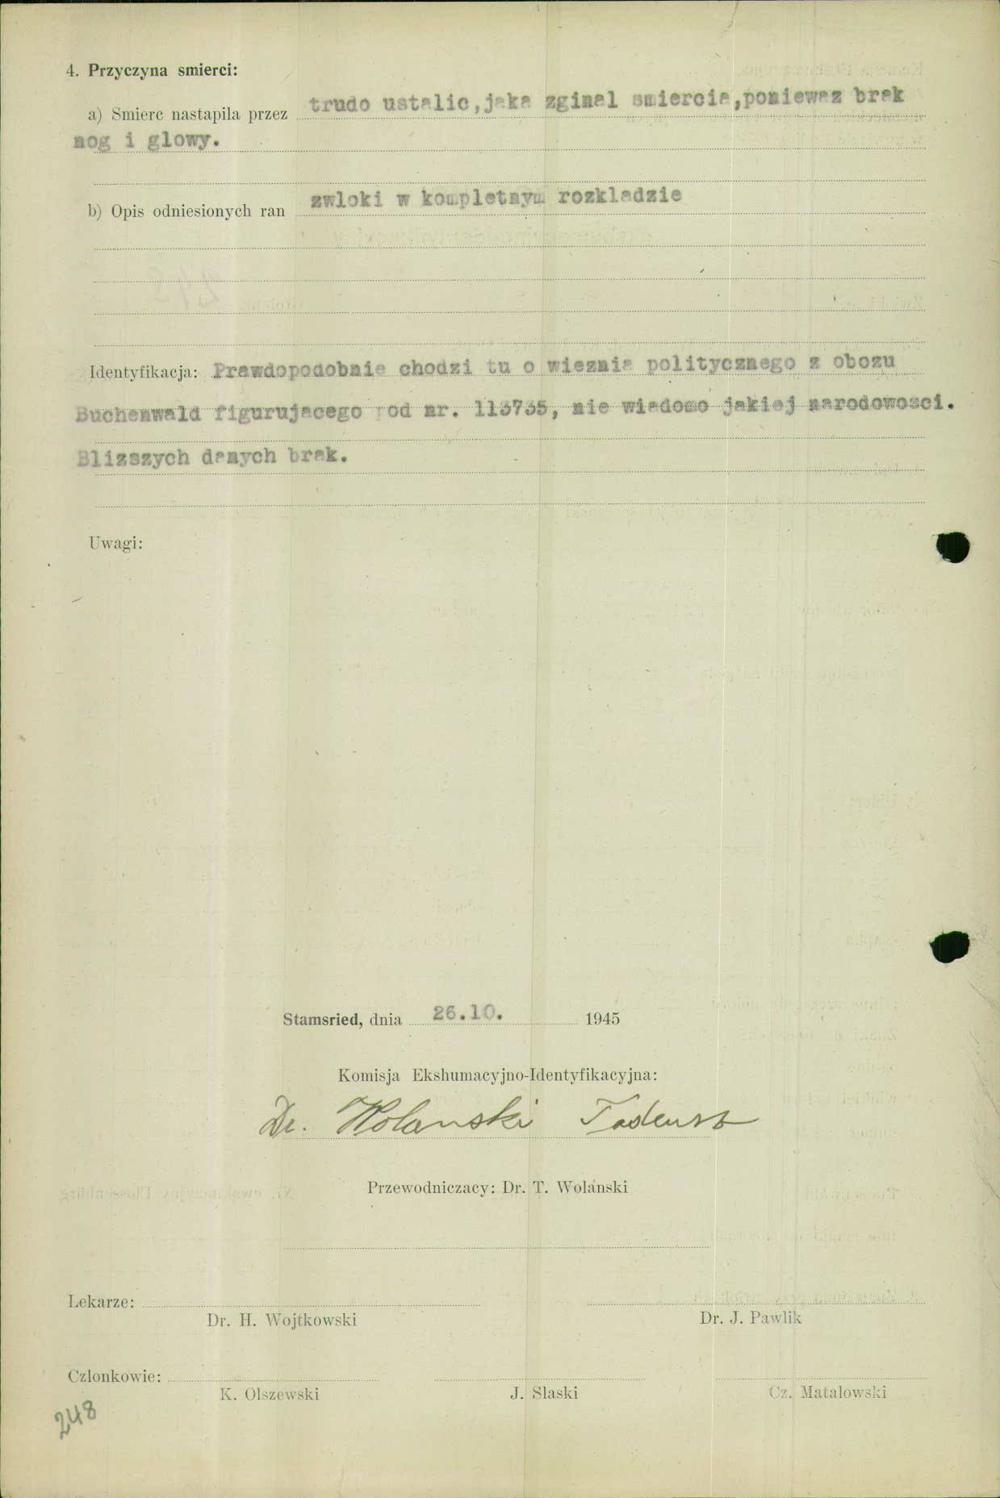 4. Przyczyna smierci:
a) Smierc nastapila przez trudo ustalic,jaka zginal smiercia,poniewaz brak
nog i glowy.
b) Opis odniesionych ran zwloki w kompletnym rozkladzie
Identyfikacja: Prawdopodobnie chodzi tu o wieznia politycznego z obozu
Buchenwald figurujacego pod nr. 113735, nie wiadomo jakiej narodowosci.
Blizszych danych brak.
Uwagi:
Stamsried, dnia 26.10. 1945
Komisja Ekshumacyjno-Identyfikacyjna:
Dr. Wolanski Tadeusz
Przewodniczacy: Dr. T. Wolanski
Lekarze:
Dr. H. Wojtkowski Dr. J. Pawlik
Czlonkowie:
K. Olszewski J. Slaski Cz. Matalowski
248